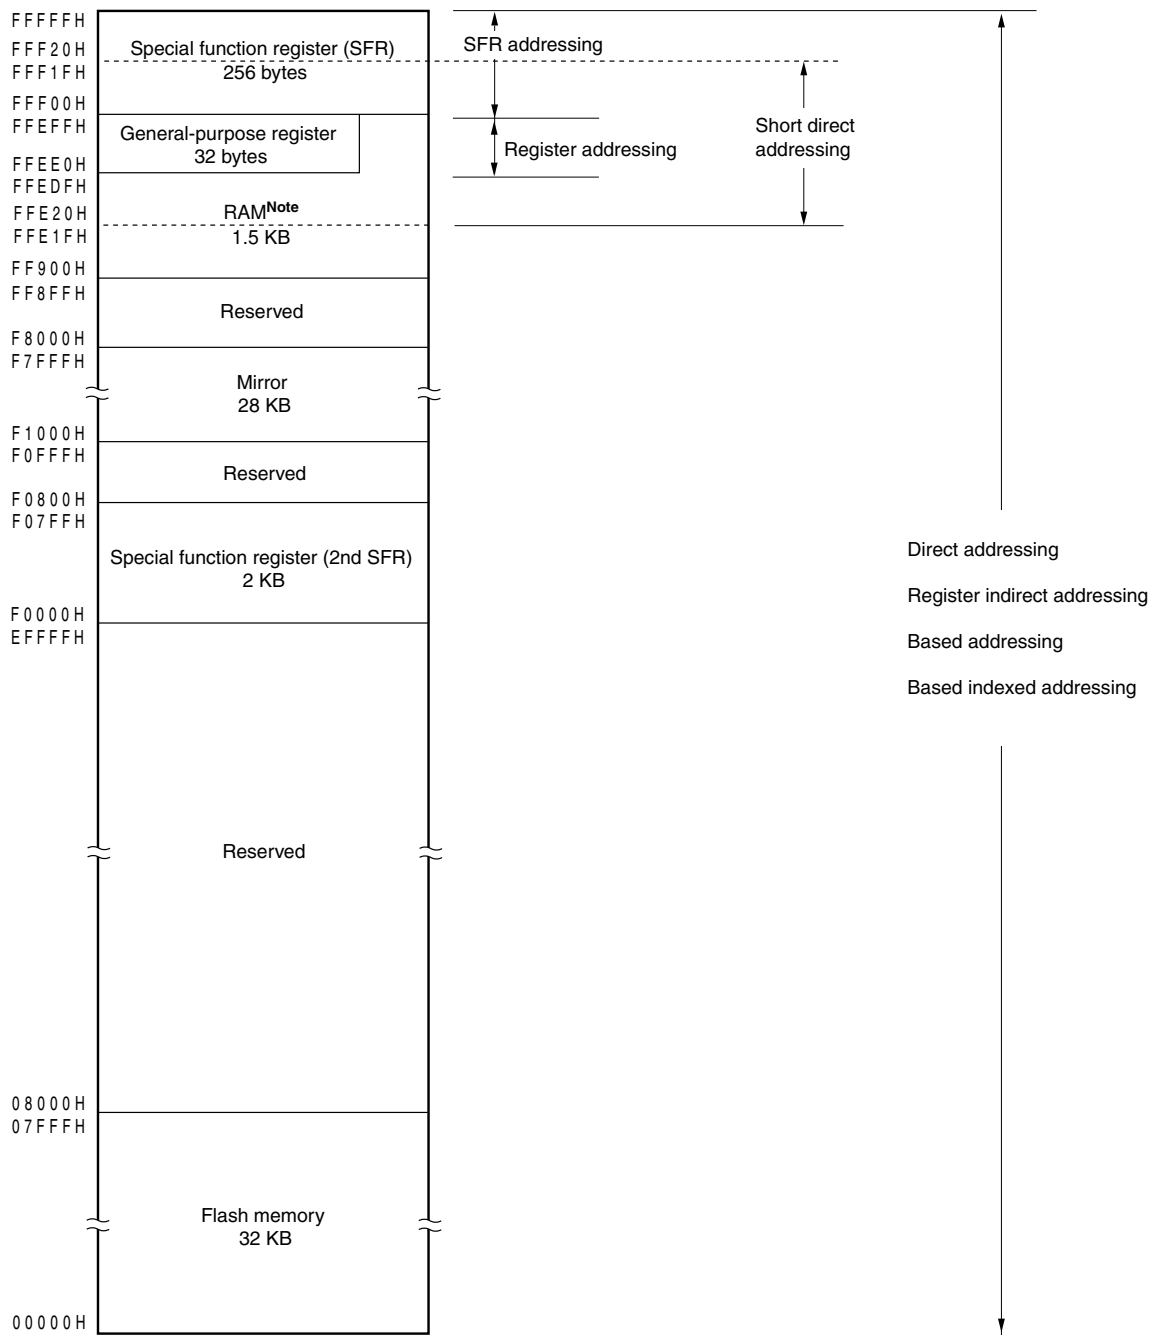 FFFFFH
SFR addressing
FFF20H
Special function register (SFR)
256 bytes
FFF1FH
FFF00H
FFEFFH
General-purpose register
32 bytes
Short direct
addressing
Register addressing
FFEE0H
FFEDFH
FFE20H
RAMNote
1.5 KB
FFE1FH
FF900H
FF8FFH
Reserved
F8000H
F7FFFH
Mirror
28 KB
F1000H
F0FFFH
Reserved
F0800H
F07FFH
Special function register (2nd SFR)
2 KB
Direct addressing
Register indirect addressing
Based addressing
Based indexed addressing
F0000H
EFFFFH
Reserved
08000H
07FFFH
Flash memory
32 KB
00000H